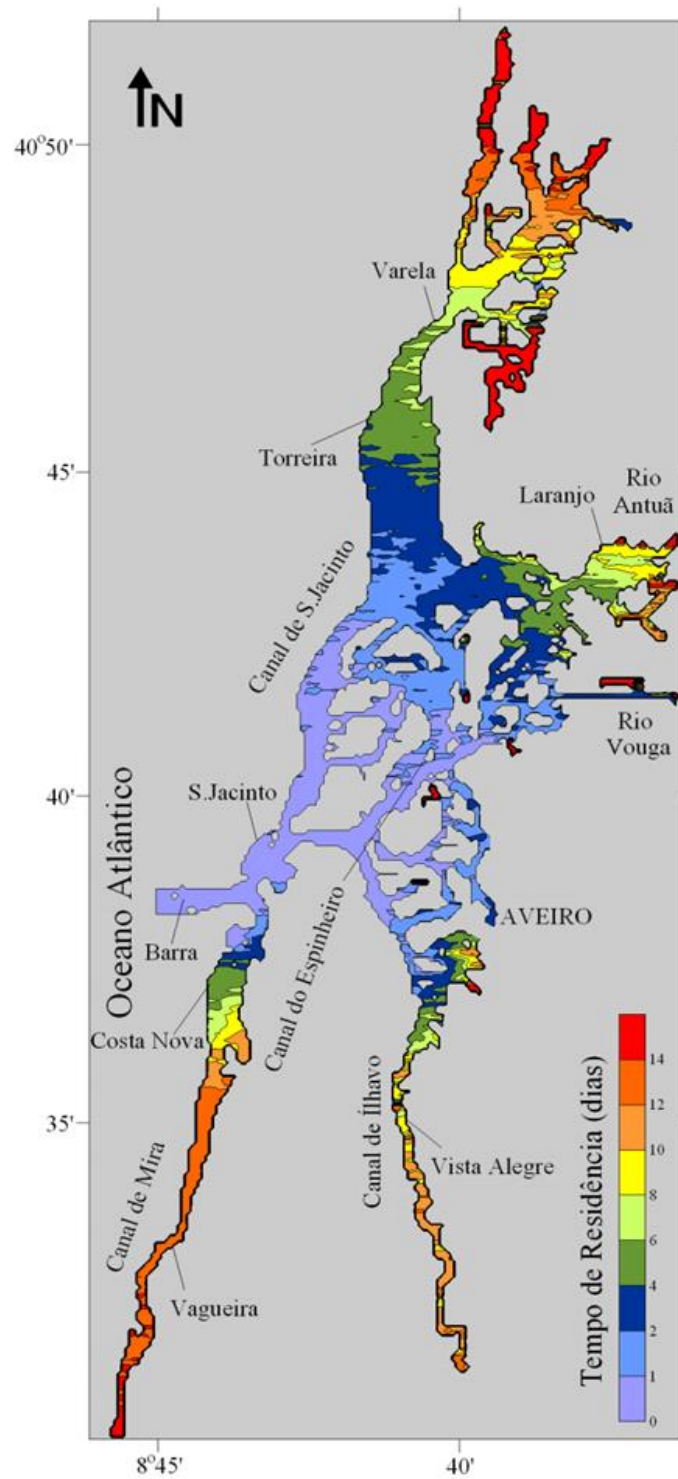 N
40°50'
Varela
Torreira
45'
Laranjo
Rio
Antuã
Canal de S.Jacinto
Rio
Vouga
40'
S.Jacinto
Oceano Atlântico
Barra
Canal do Espinheiro
AVEIRO
Costa Nova
Canal de Mira
35'
Canal de Ílhavo
Vista Alegre
Vagueira
Tempo de Residência (dias)
14
12
10
8
6
4
2
1
0
8°45'
40'